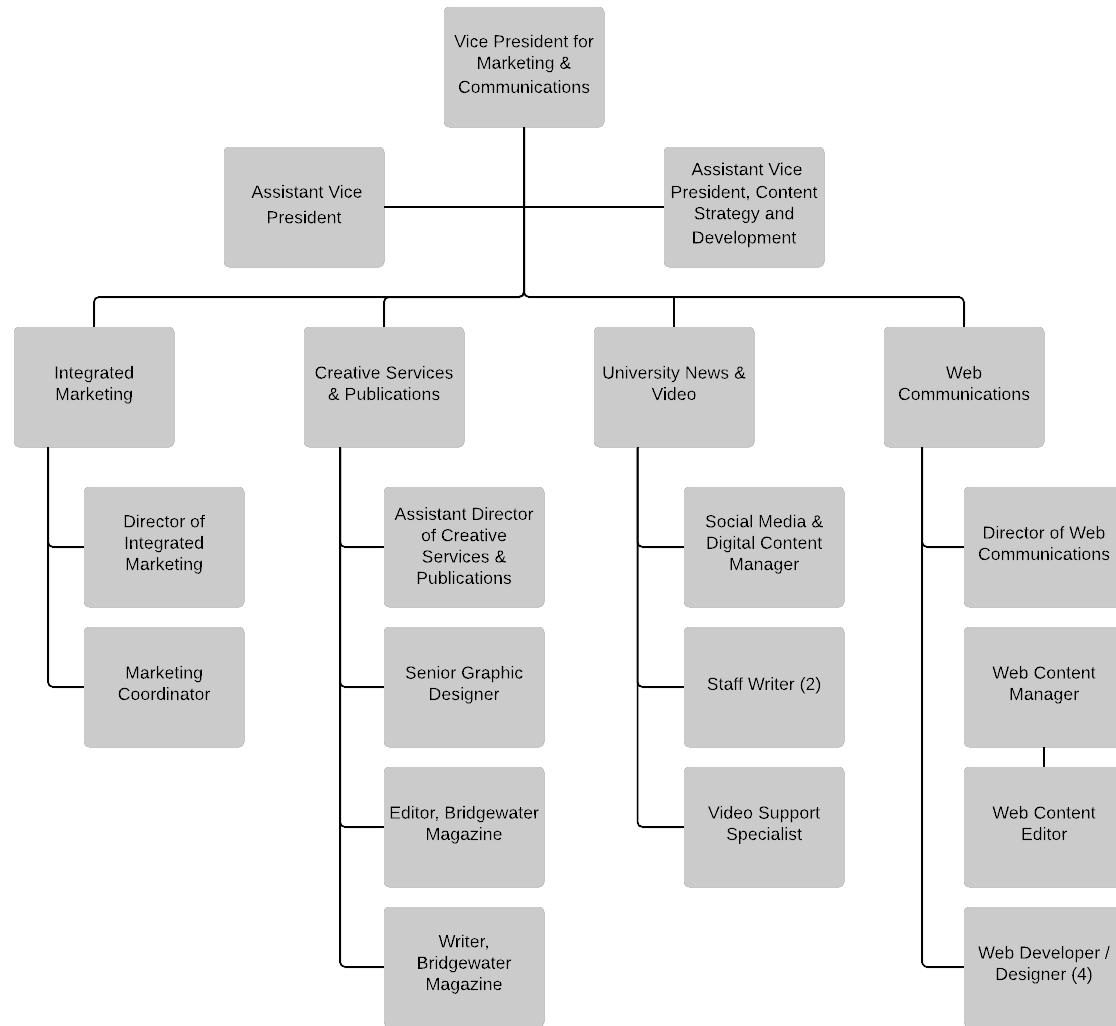 Vice President for
Marketing &
Communications
Assistant Vice
President
Assistant Vice
President, Content
Strategy and
Development
Integrated
Marketing
Creative Services
& Publications
University News &
Video
Web
Communications
Director of
Integrated
Marketing
Marketing
Coordinator
Assistant Director
of Creative
Services &
Publications
Senior Graphic
Designer
Editor, Bridgewater
Magazine
Writer,
Bridgewater
Magazine
Social Media &
Digital Content
Manager
Staff Writer (2)
Video Support
Specialist
Director of Web
Communications
Web Content
Manager
Web Content
Editor
Web Developer /
Designer (4)